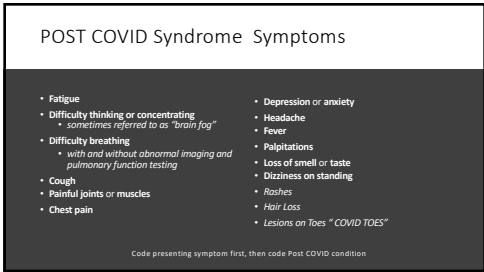 POST COVID Syndrome Symptoms
• Fatigue
• Difficulty thinking or concentrating
• sometimes referred to as “brain fog”
• Difficulty breathing
• with and without abnormal imaging and
pulmonary function testing
• Cough
• Painful joints or muscles
• Chest pain
• Depression or anxiety
• Headache
• Fever
• Palpitations
• Loss of smell or taste
• Dizziness on standing
• Rashes
• Hair Loss
• Lesions on Toes “ COVID TOES”
Code presenting symptom first, then code Post COVID condition